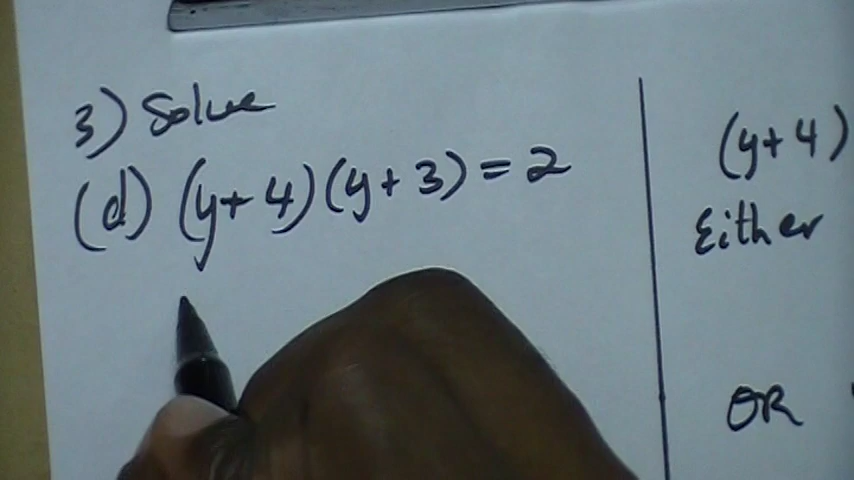 3) Solve
(d) (y+4)(y+3)=2
(y+4)
Either
OR